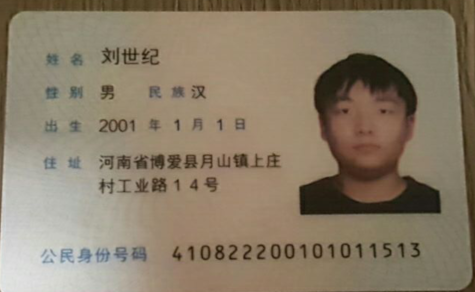 姓名 刘世纪
性别 男 民族 汉
出生 2001 年 1 月 1 日
住址 河南省博爱县月山镇上庄
村工业路14号
公民身份号码 410822200101011513